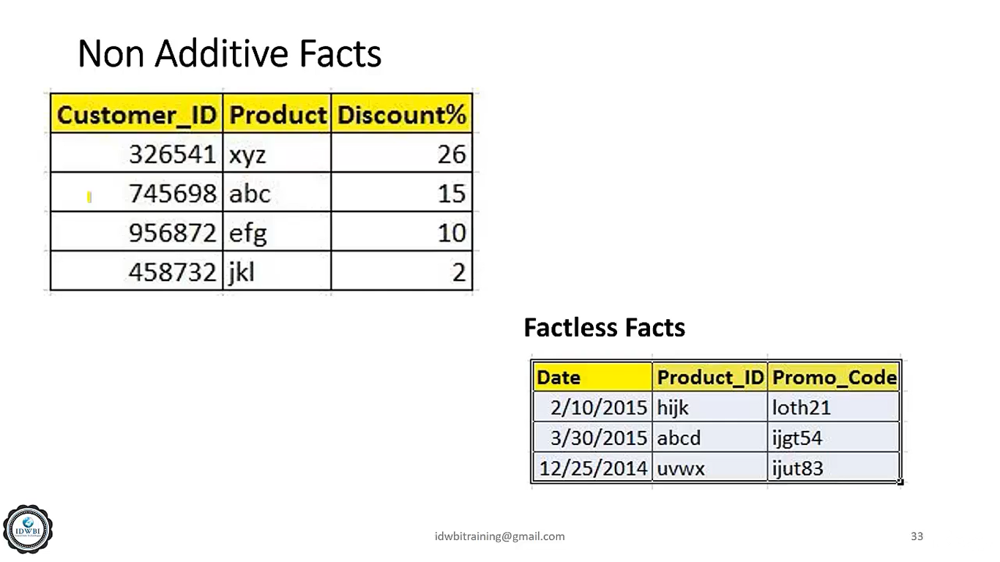 Non Additive Facts
Customer_ID Product Discount%
326541 xyz 26
745698 abc 15
956872 efg 10
458732 jkl 2
Factless Facts
Date Product_ID Promo_Code
2/10/2015 hijk loth21
3/30/2015 abcd ijgt54
12/25/2014 uvwx ijut83
IDWBI
idwbitraining@gmail.com 33